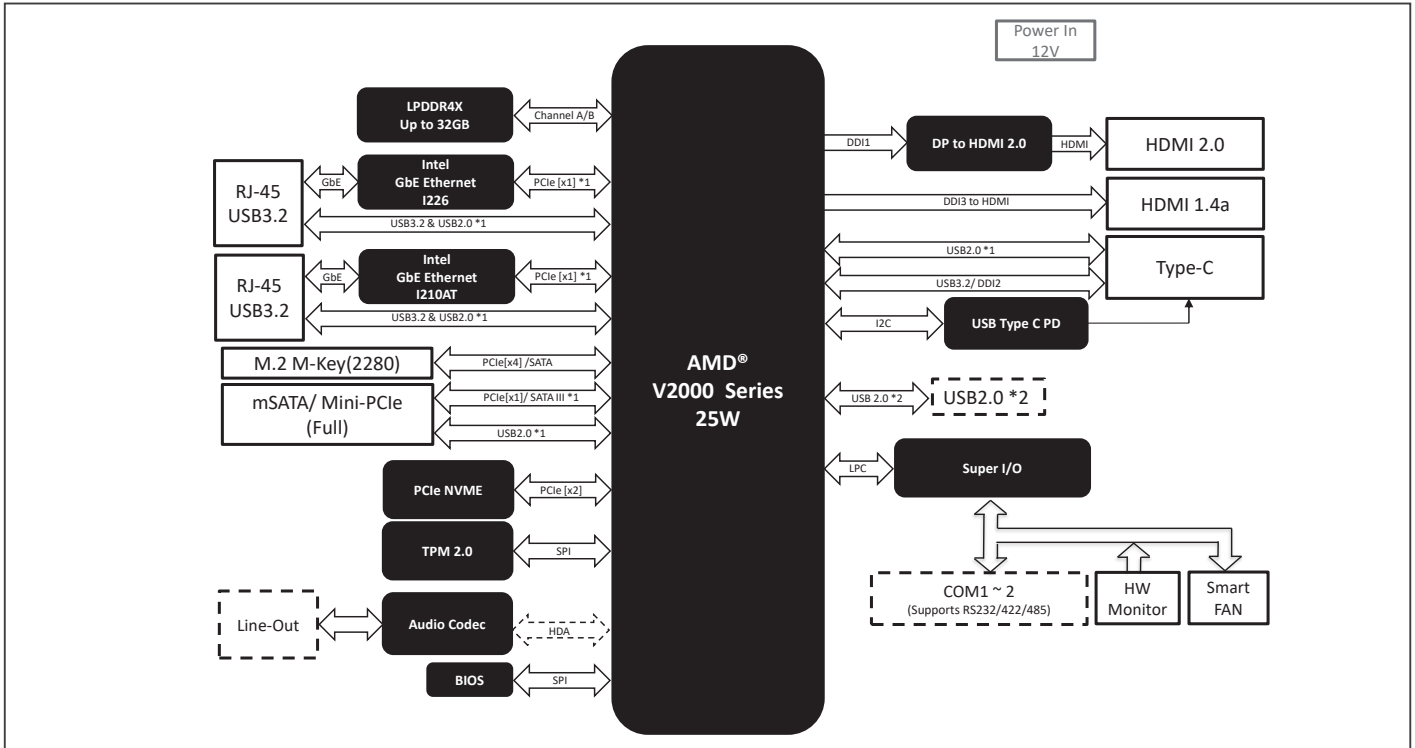 Power In
12V
LPDDR4X
Up to 32GB
Channel A/B
RJ-45
USB3.2
GbE
Intel
GbE Ethernet
I226
PCIe [x1] *1
USB3.2 & USB2.0 *1
RJ-45
USB3.2
GbE
Intel
GbE Ethernet
I210AT
PCIe [x1] *1
USB3.2 & USB2.0 *1
M.2 M-Key(2280)
PCIe[x4] /SATA
mSATA/ Mini-PCIe
(Full)
PCIe[x1]/ SATA III *1
USB2.0 *1
PCIe NVME
PCIe [x2]
TPM 2.0
SPI
Line-Out
Audio Codec
HDA
BIOS
SPI
AMD®
V2000 Series
25W
DDI1
DP to HDMI 2.0
HDMI
HDMI 2.0
DDI3 to HDMI
HDMI 1.4a
USB2.0 *1
Type-C
USB3.2/ DDI2
I2C
USB Type C PD
USB 2.0 *2
USB2.0 *2
LPC
Super I/O
COM1 ~ 2
(Supports RS232/422/485)
HW
Monitor
Smart
FAN